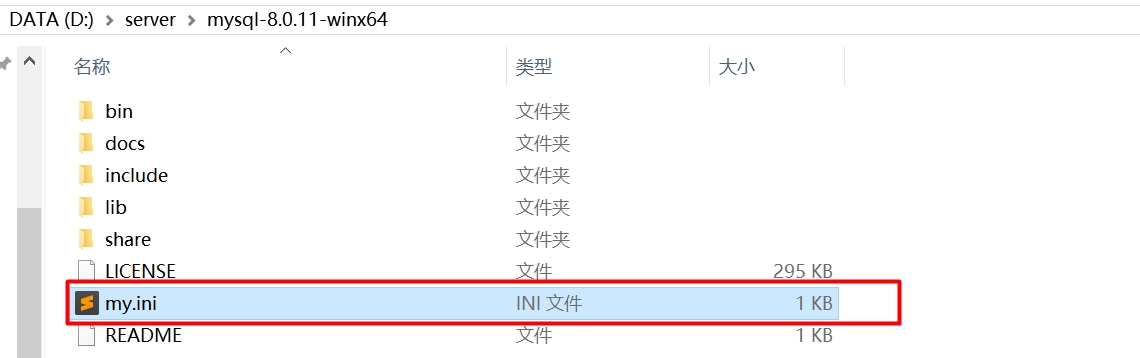 DATA (D:) > server > mysql-8.0.11-winx64
名称 类型 大小
bin 文件夹
docs 文件夹
include 文件夹
lib 文件夹
share 文件夹
LICENSE 文件 295 KB
my.ini INI 文件 1 KB
README 文件 1 KB